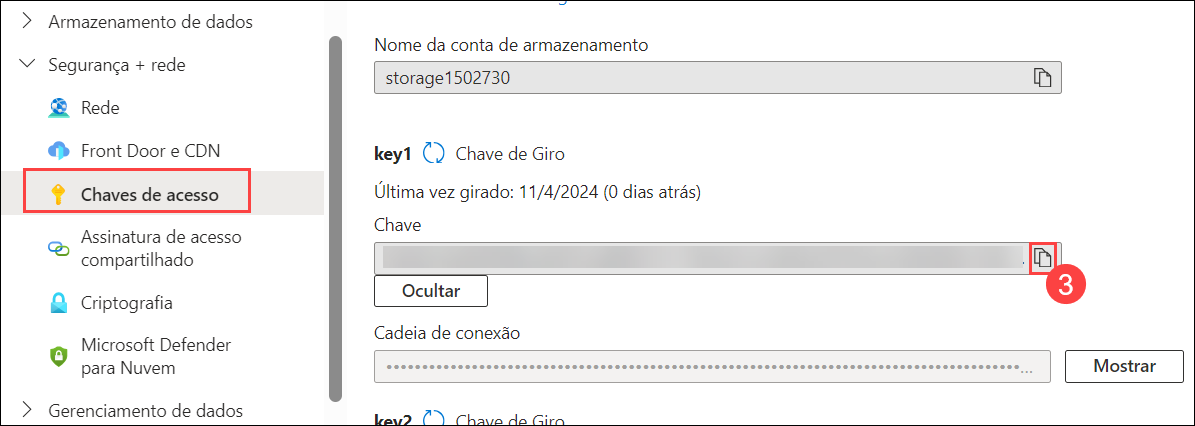 Armazenamento de dados
Segurança + rede
Rede
Front Door e CDN
Chaves de acesso
Assinatura de acesso
compartilhado
Criptografia
Microsoft Defender
para Nuvem
Gerenciamento de dados
Nome da conta de armazenamento
storage1502730
key1 Chave de Giro
Última vez girado: 11/4/2024 (0 dias atrás)
Chave
3
Ocultar
Cadeia de conexão
Mostrar
key2 Chave de Giro